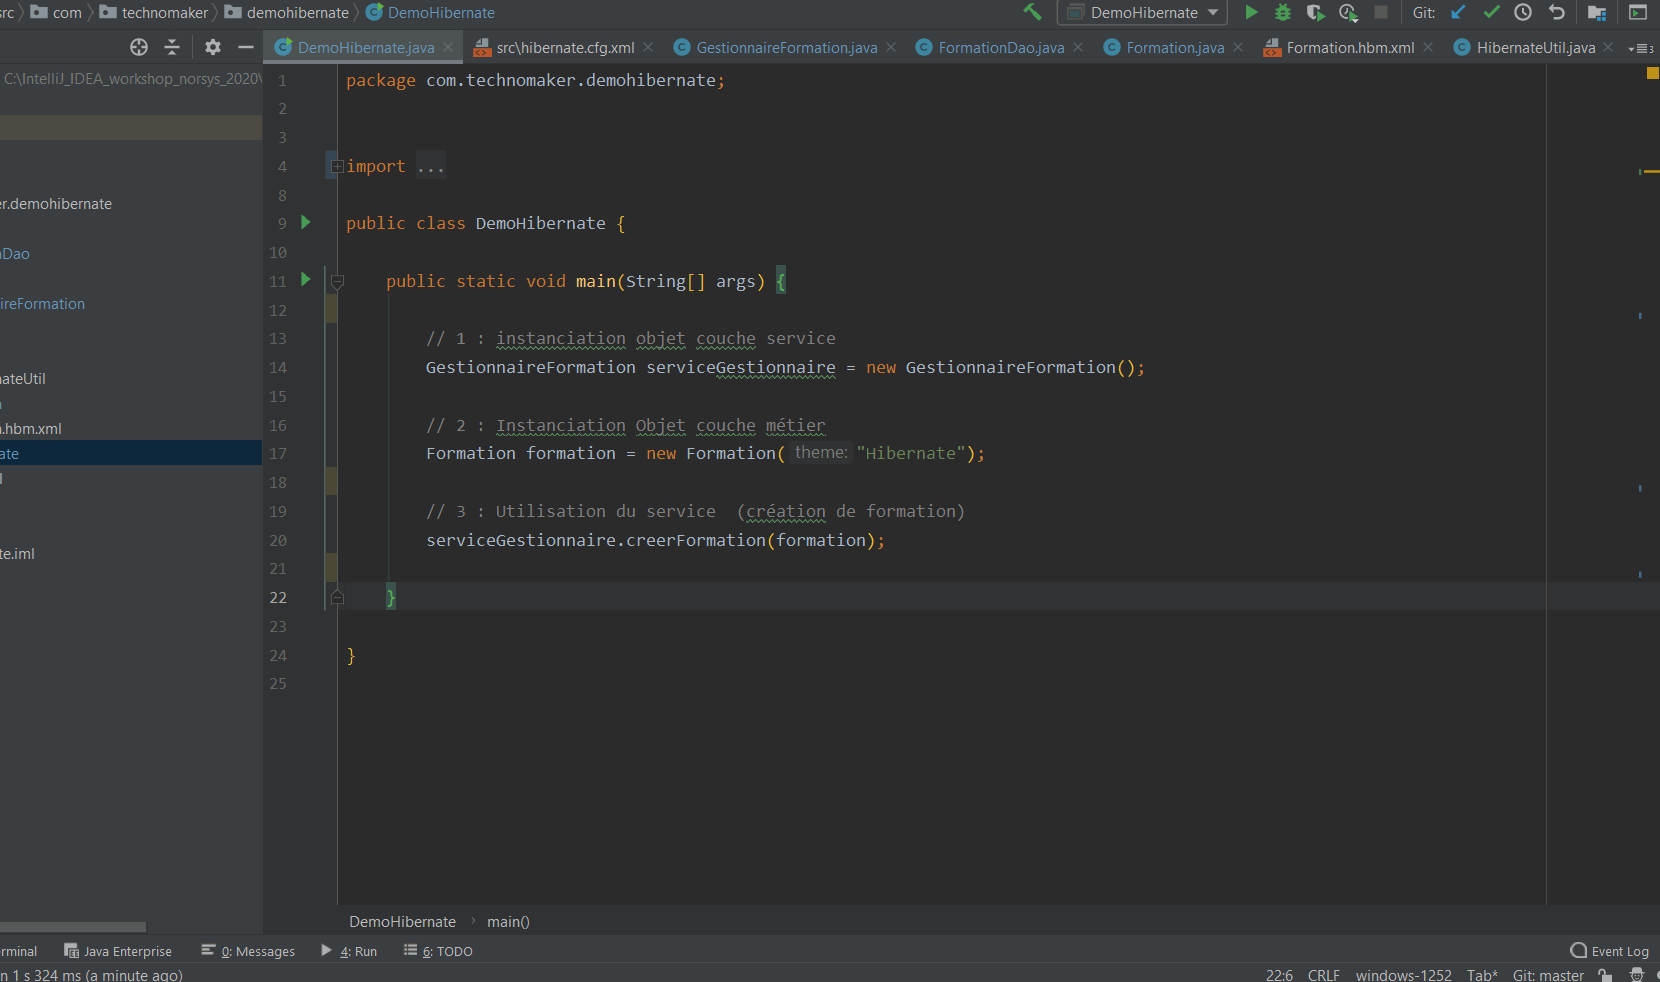 src com technomaker demohibernate DemoHibernate DemoHibernate Git:
DemoHibernate.java src\hibernate.cfg.xml GestionnaireFormation.java FormationDao.java Formation.java Formation.hbm.xml HibernateUtil.java 3
C:\IntelliJ_IDEA_workshop_norsys_2020\
r.demohibernate
Dao
ireFormation
ateUtil
.hbm.xml
ate
te.iml
1 package com.technomaker.demohibernate;
2
3
4 import ...
8
9 public class DemoHibernate {
10
11 public static void main(String[] args) {
12
13 // 1 : instanciation objet couche service
14 GestionnaireFormation serviceGestionnaire = new GestionnaireFormation();
15
16 // 2 : Instanciation Objet couche métier
17 Formation formation = new Formation( theme: "Hibernate");
18
19 // 3 : Utilisation du service (création de formation)
20 serviceGestionnaire.creerFormation(formation);
21
22 }
23
24 }
25
DemoHibernate main()
rminal Java Enterprise 0: Messages 4: Run 6: TODO Event Log
n 1 s 324 ms (a minute ago) 22:6 CRLF windows-1252 Tab* Git: master